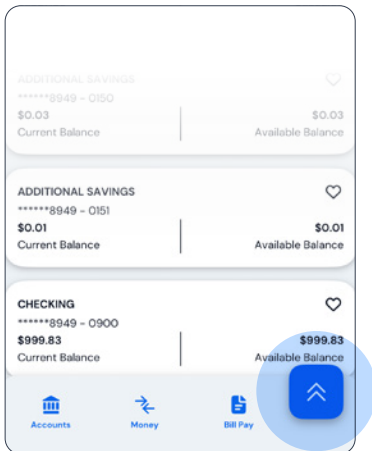 ADDITIONAL SAVINGS
******8949 - 0150
$0.03 $0.03
Current Balance Available Balance
ADDITIONAL SAVINGS
******8949 - 0151
$0.01 $0.01
Current Balance Available Balance
CHECKING
******8949 - 0900
$999.83 $999.83
Current Balance Available Balance
Accounts Money Bill Pay